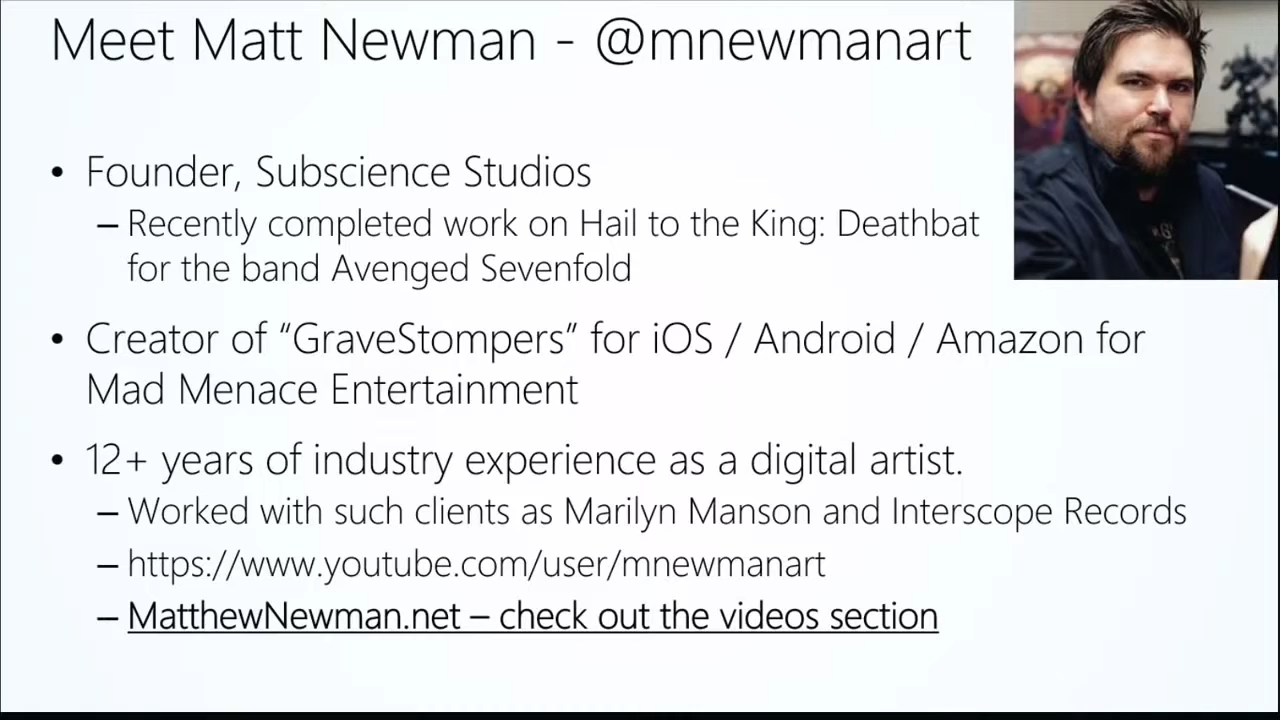 Meet Matt Newman - @mnewmanart
• Founder, Subscience Studios
– Recently completed work on Hail to the King: Deathbat
for the band Avenged Sevenfold
• Creator of “GraveStompers” for iOS / Android / Amazon for
Mad Menace Entertainment
• 12+ years of industry experience as a digital artist.
– Worked with such clients as Marilyn Manson and Interscope Records
– https://www.youtube.com/user/mnewmanart
– MatthewNewman.net – check out the videos section